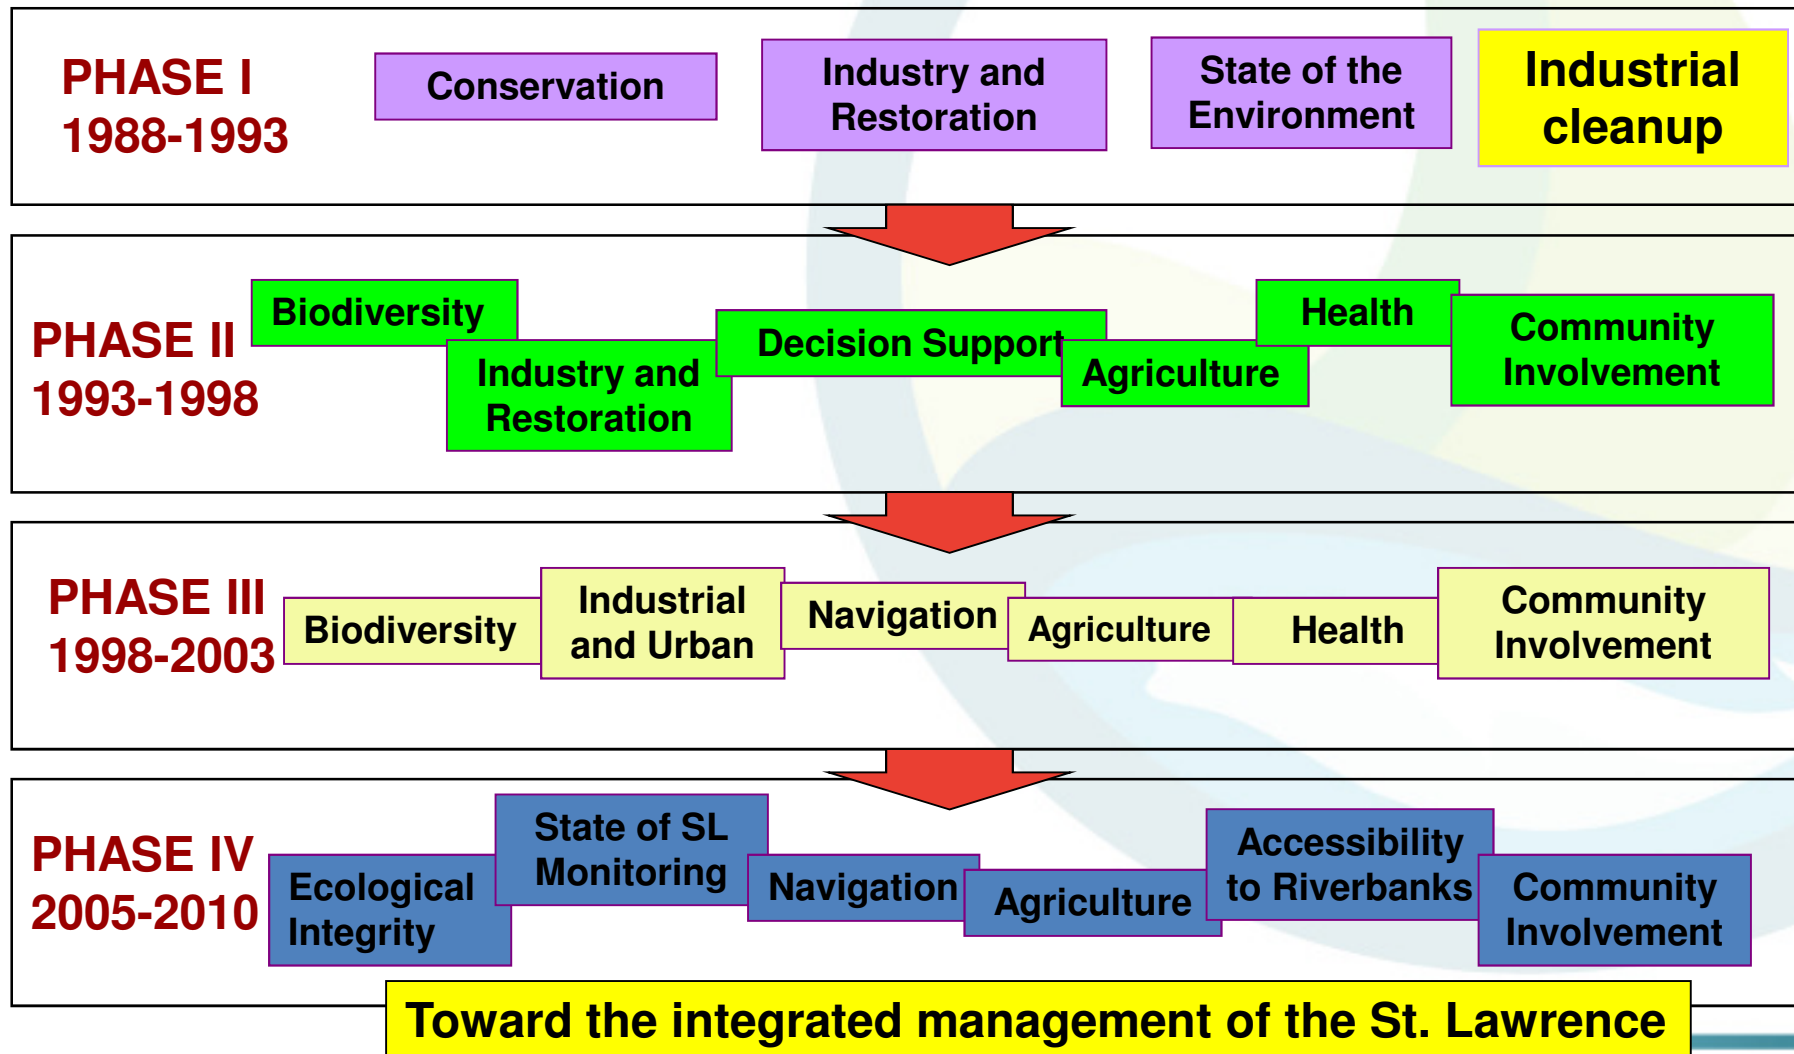 PHASE I
1988-1993
Conservation
Industry and
Restoration
State of the
Environment
Industrial
cleanup
PHASE II
1993-1998
Biodiversity
Industry and
Restoration
Decision Support
Agriculture
Health
Community
Involvement
PHASE III
1998-2003
Biodiversity
Industrial
and Urban
Navigation
Agriculture
Health
Community
Involvement
PHASE IV
2005-2010
Ecological
Integrity
State of SL
Monitoring
Navigation
Agriculture
Accessibility
to Riverbanks
Community
Involvement
Toward the integrated management of the St. Lawrence